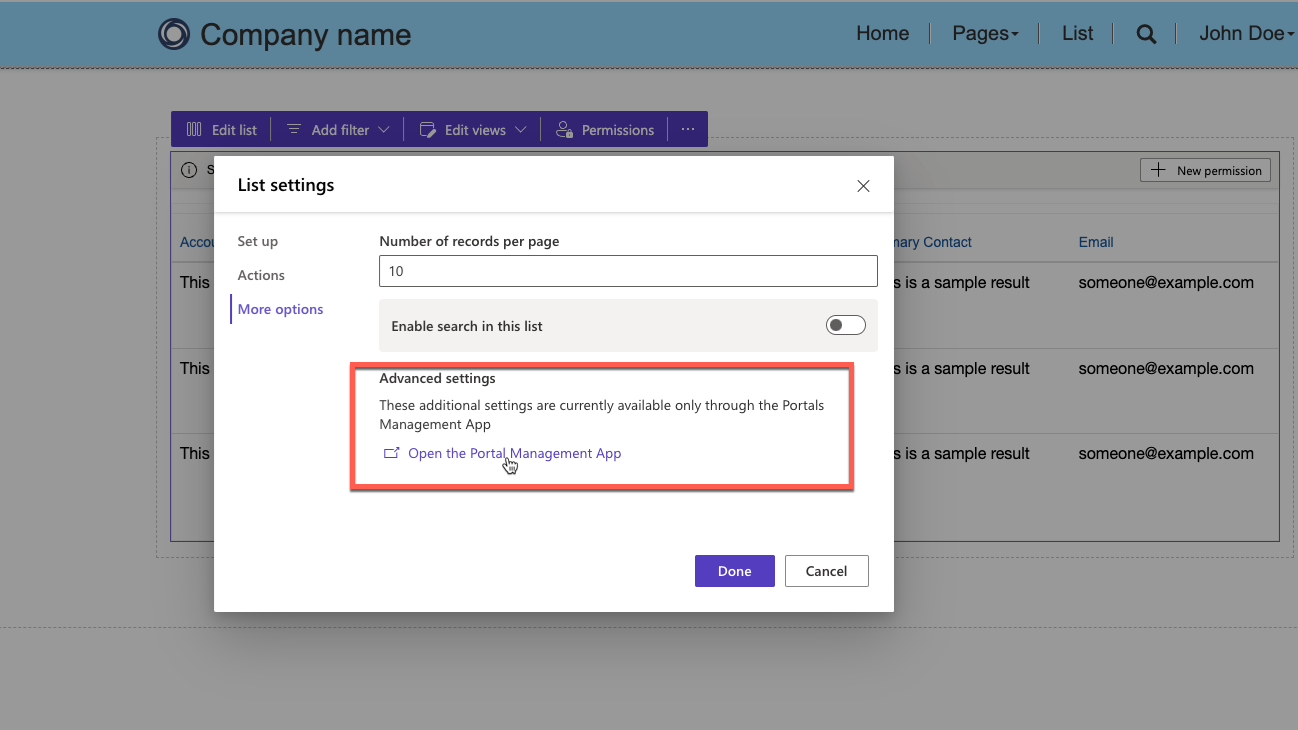 Company name
Home
Pages
List
John Doe
Edit list
Add filter
Edit views
Permissions
...
S
New permission
List settings
Set up
Actions
More options
Number of records per page
10
Enable search in this list
Advanced settings
These additional settings are currently available only through the Portals
Management App
Open the Portal Management App
Done
Cancel
Contact
Email
This
is a sample result
someone@example.com
This
is a sample result
someone@example.com
This
is a sample result
someone@example.com